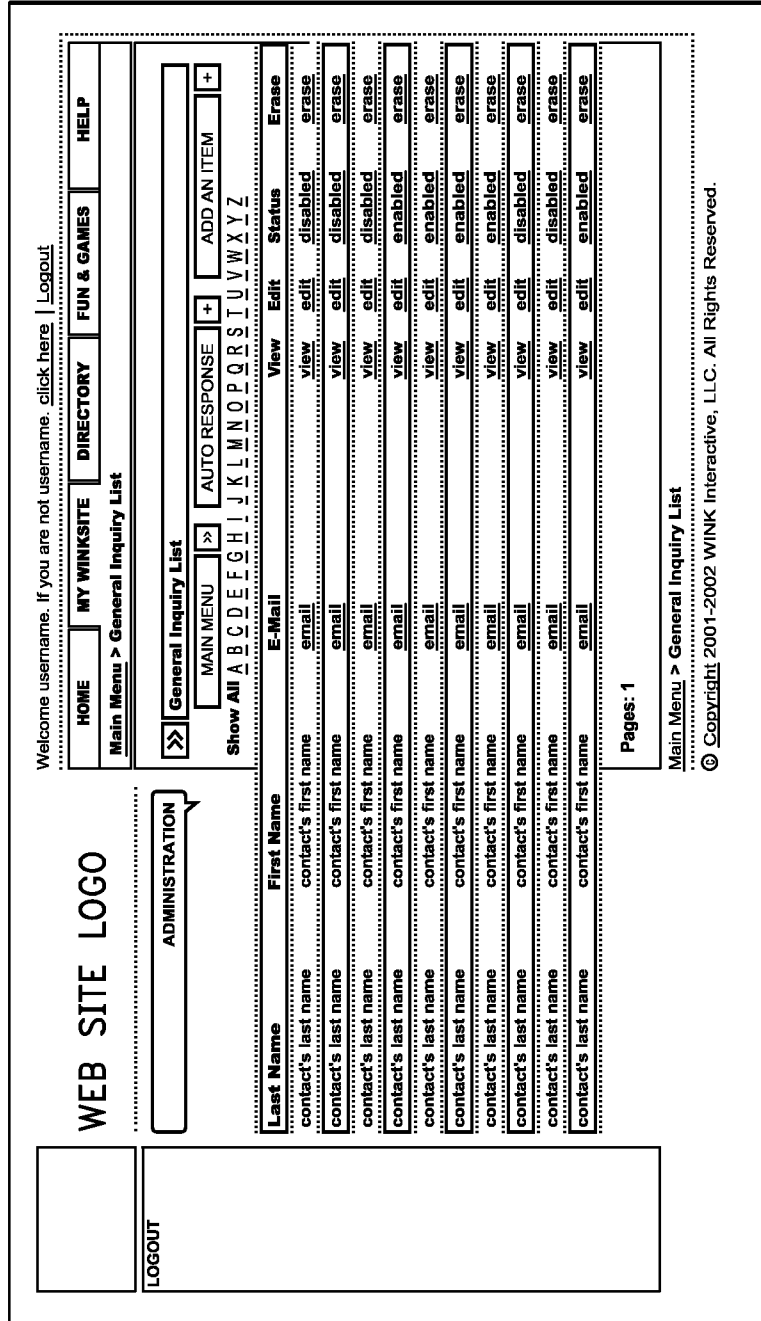 Welcome username. If you are not username. click here | Logout
WEB SITE LOGO
HOME MY WINKSITE DIRECTORY FUN & GAMES HELP
Main Menu > General Inquiry List
LOGOUT
ADMINISTRATION
>> General Inquiry List
MAIN MENU >> AUTO RESPONSE + ADD AN ITEM +
Show All A B C D E F G H I J K L M N O P Q R S T U V W X Y Z
Last Name First Name E-Mail View Edit Status Erase
contact's last name contact's first name email view edit disabled erase
contact's last name contact's first name email view edit disabled erase
contact's last name contact's first name email view edit disabled erase
contact's last name contact's first name email view edit enabled erase
contact's last name contact's first name email view edit enabled erase
contact's last name contact's first name email view edit enabled erase
contact's last name contact's first name email view edit enabled erase
contact's last name contact's first name email view edit disabled erase
contact's last name contact's first name email view edit disabled erase
contact's last name contact's first name email view edit enabled erase
Pages: 1
Main Menu > General Inquiry List
© Copyright 2001-2002 WINK Interactive, LLC. All Rights Reserved.